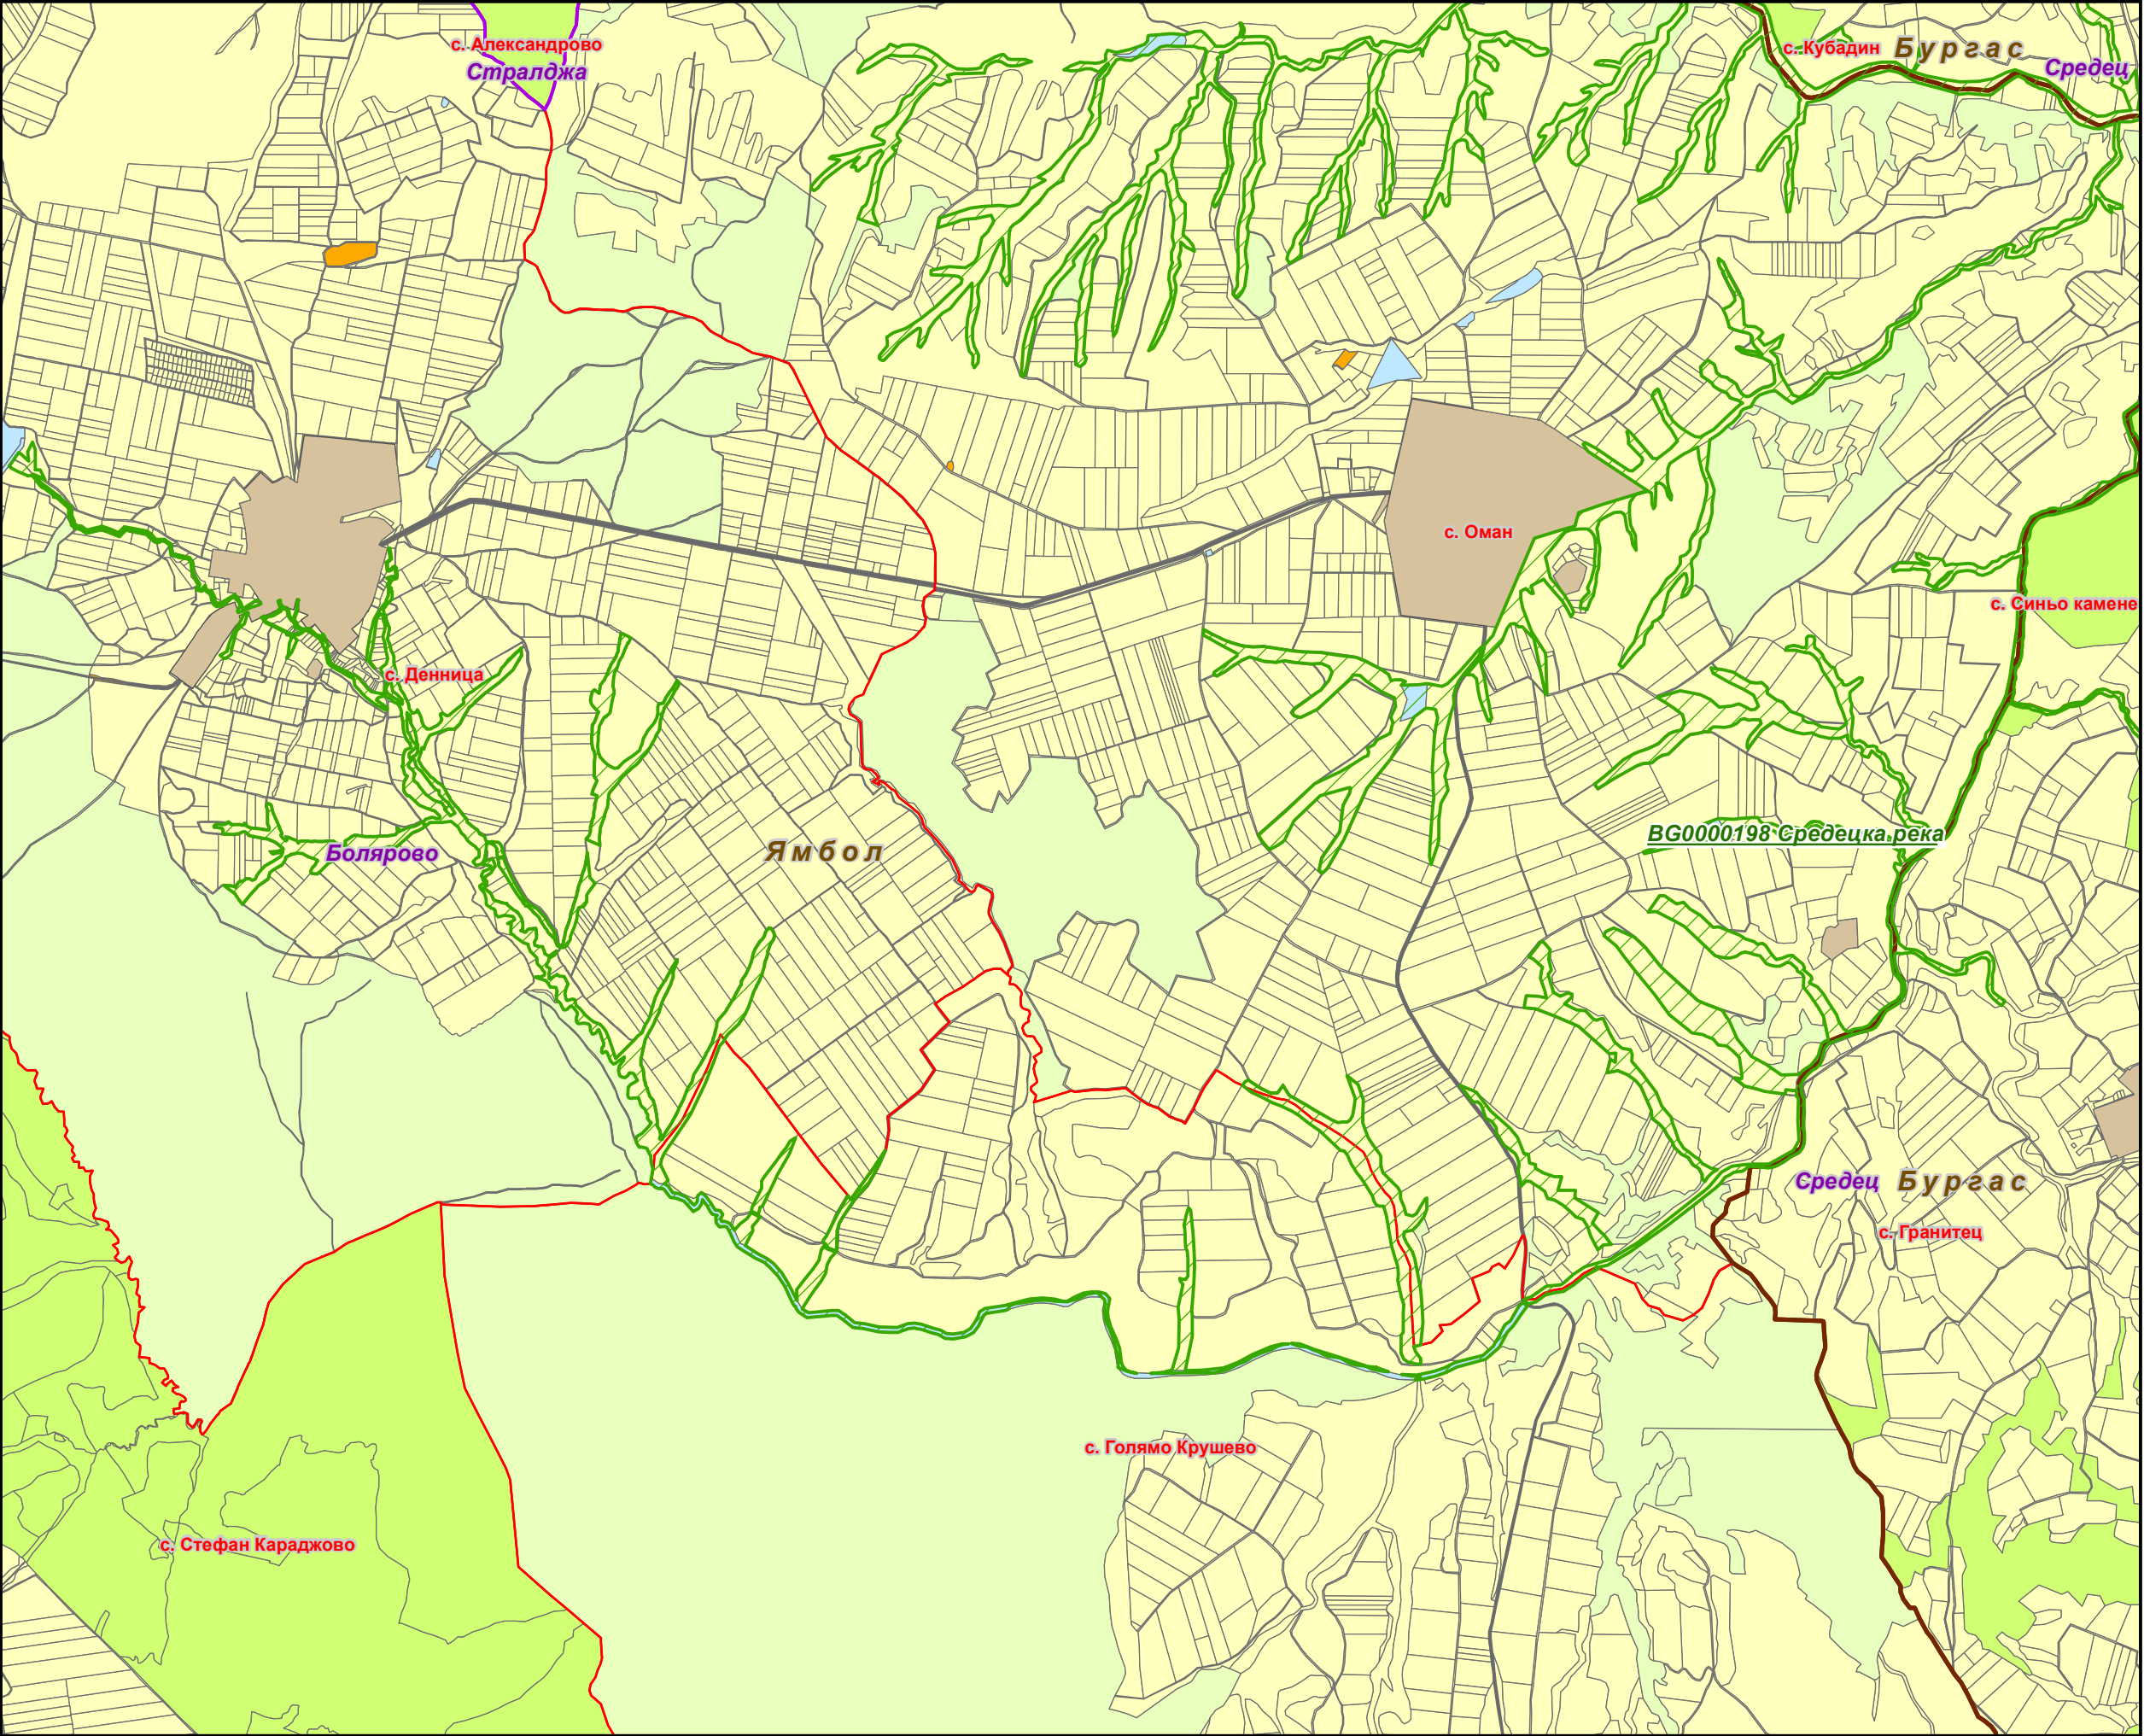 с. Александрово
Стралджа
с. Кубадин
Бургас
Средец
с. Оман
с. Синьо камене
с. Денница
BG0000198 Средецка река
Болярово
Ямбол
Средец
Бургас
с. Гранитец
с. Голямо Крушево
с. Стефан Караджово